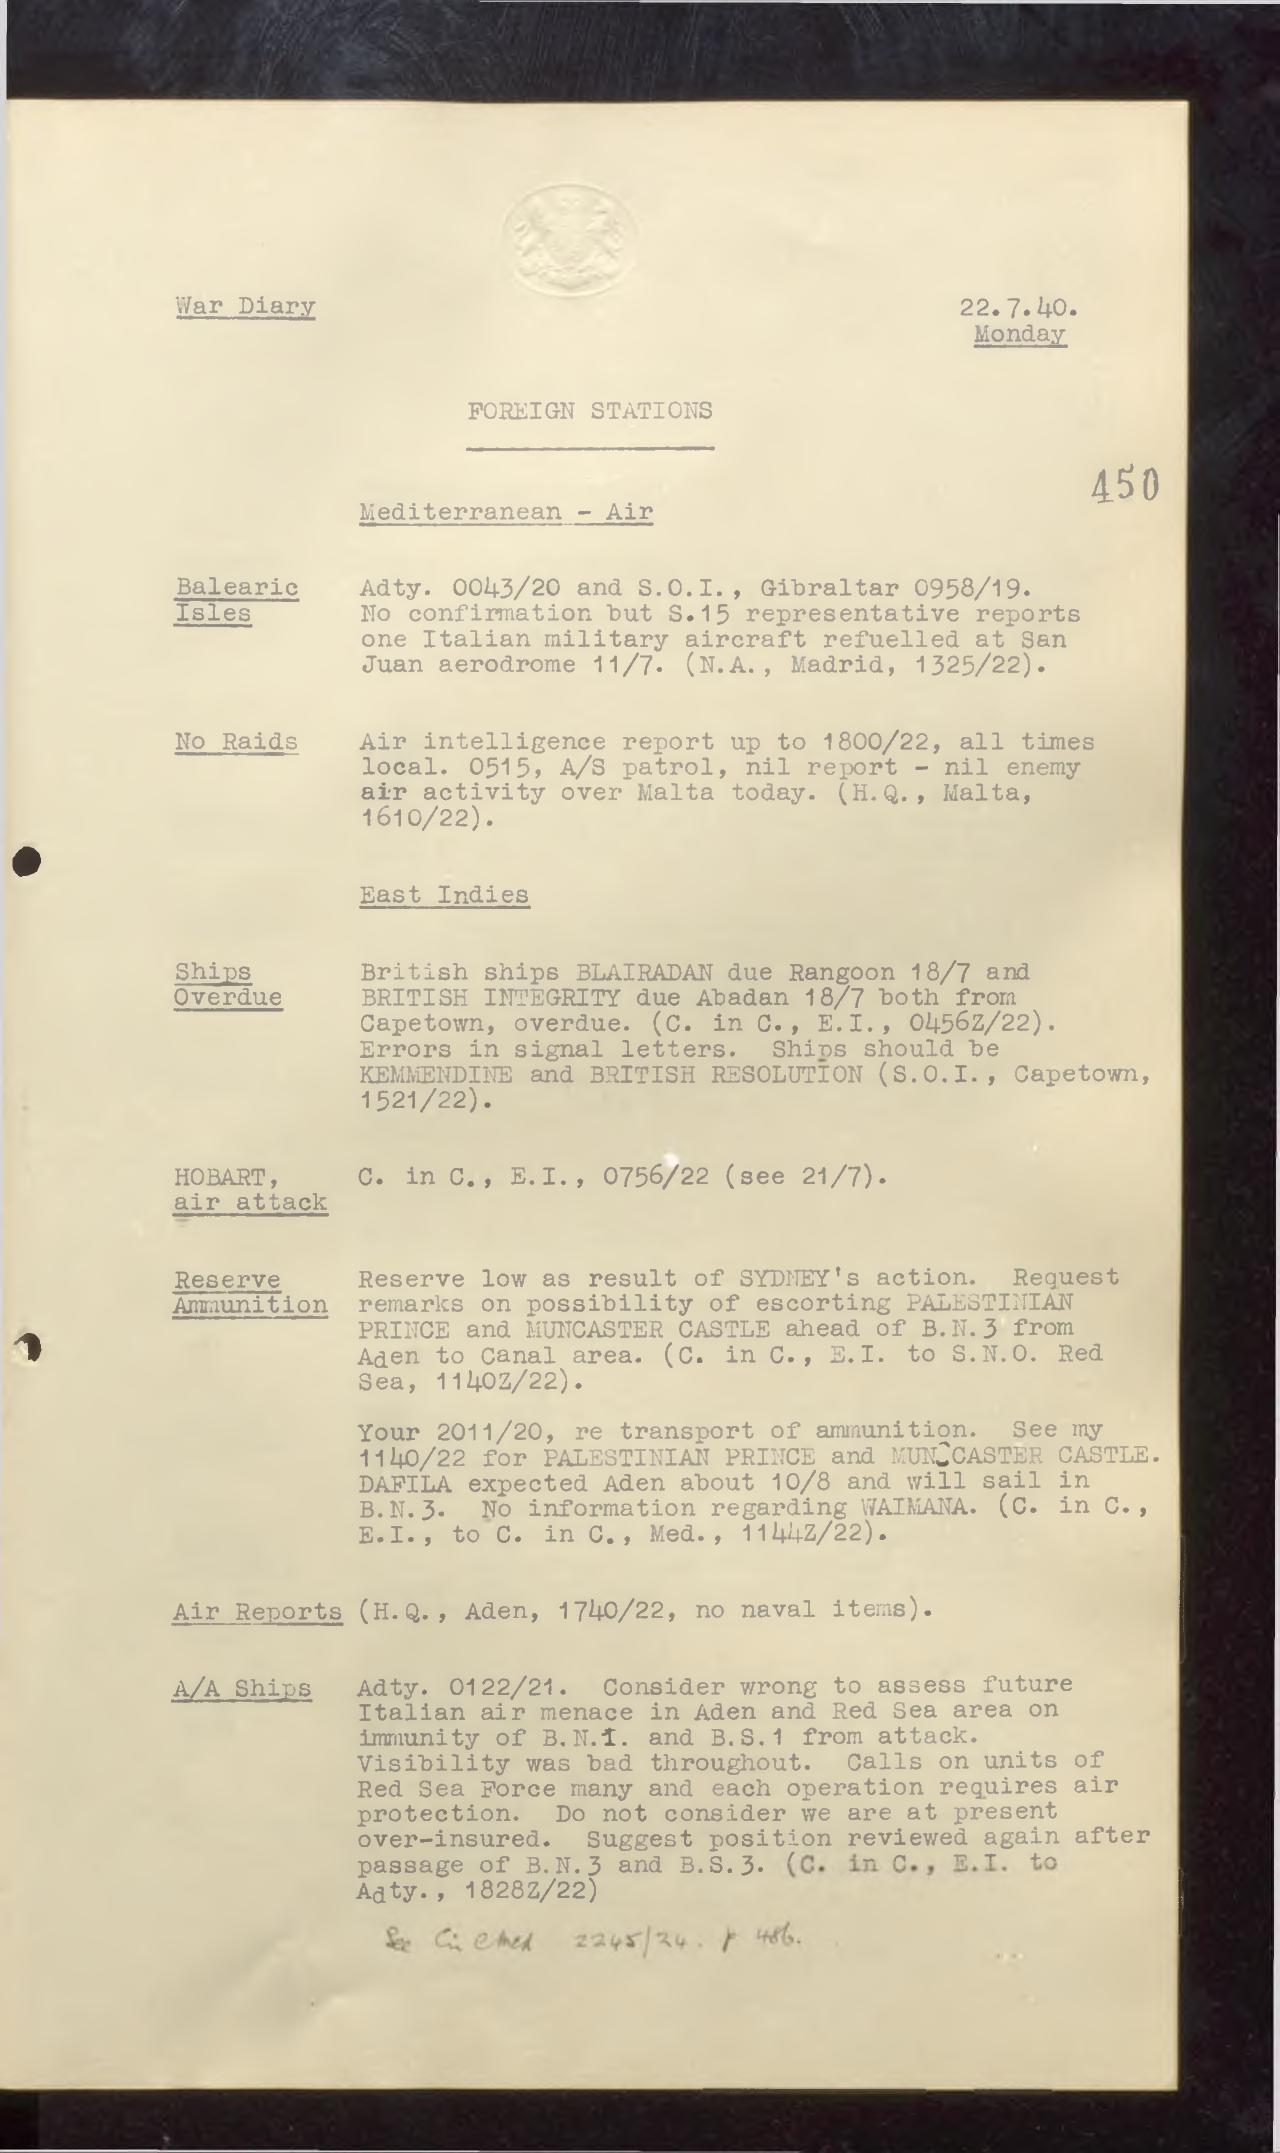 War Diary
22.7.40.
Monday
FOREIGN STATIONS
450
Mediterranean - Air
Balearic Isles
Adty. 0043/20 and S.O.I., Gibraltar 0958/19.
No confirmation but S.15 representative reports
one Italian military aircraft refuelled at San
Juan aerodrome 11/7. (N.A., Madrid, 1325/22).
No Raids
Air intelligence report up to 1800/22, all times
local. 0515, A/S patrol, nil report - nil enemy
air activity over Malta today. (H.Q., Malta,
1610/22).
East Indies
Ships
Overdue
British ships BLAIRADAN due Rangoon 18/7 and
BRITISH INTEGRITY due Abadan 18/7 both from
Capetown, overdue. (C. in C., E.I., 0456Z/22).
Errors in signal letters. Ships should be
KEMMENDINE and BRITISH RESOLUTION (S.O.I., Capetown,
1521/22).
HOBART,
air attack
C. in C., E.I., 0756/22 (see 21/7).
Reserve
Ammunition
Reserve low as result of SYDNEY's action. Request
remarks on possibility of escorting PALESTINIAN
PRINCE and MUNCASTER CASTLE ahead of B.N.3 from
Aden to Canal area. (C. in C., E.I. to S.N.O. Red
Sea, 1140Z/22).
Your 2011/20, re transport of ammunition. See my
1140/22 for PALESTINIAN PRINCE and MUNCASTER CASTLE.
DAFILA expected Aden about 10/8 and will sail in
B.N.3. No information regarding WAIMANA. (C. in C.,
E.I., to C. in C., Med., 1144Z/22).
Air Reports (H.Q., Aden, 1740/22, no naval items).
A/A Ships
Adty. 0122/21. Consider wrong to assess future
Italian air menace in Aden and Red Sea area on
immunity of B.N.1. and B.S.1 from attack.
Visibility was bad throughout. Calls on units of
Red Sea Force many and each operation requires air
protection. Do not consider we are at present
over-insured. Suggest position reviewed again after
passage of B.N.3 and B.S.3. (C. in C., E.I. to
Adty., 1828Z/22)
See Cin C Med 2245/24. p 486.